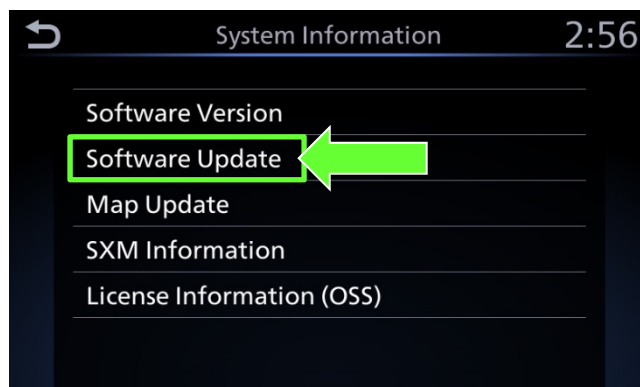 System Information
2:56
Software Version
Software Update
Map Update
SXM Information
License Information (OSS)